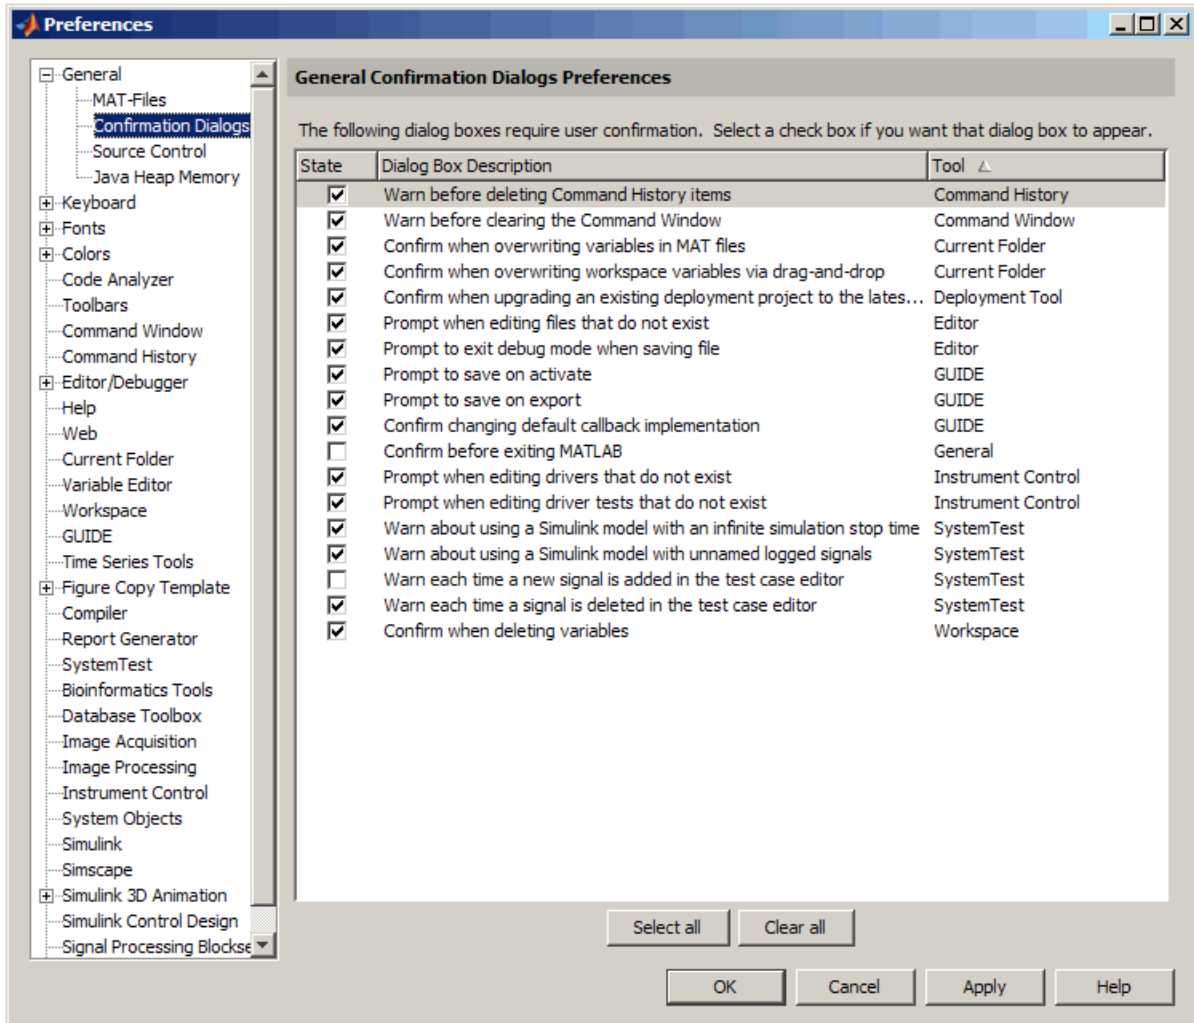 Preferences
General
MAT-Files
Confirmation Dialogs
Source Control
Java Heap Memory
Keyboard
Fonts
Colors
Code Analyzer
Toolbars
Command Window
Command History
Editor/Debugger
Help
Web
Current Folder
Variable Editor
Workspace
GUIDE
Time Series Tools
Figure Copy Template
Compiler
Report Generator
SystemTest
Bioinformatics Tools
Database Toolbox
Image Acquisition
Image Processing
Instrument Control
System Objects
Simulink
Simscape
Simulink 3D Animation
Simulink Control Design
Signal Processing Blockse
General Confirmation Dialogs Preferences
The following dialog boxes require user confirmation. Select a check box if you want that dialog box to appear.
State Dialog Box Description Tool
Warn before deleting Command History items Command History
Warn before clearing the Command Window Command Window
Confirm when overwriting variables in MAT files Current Folder
Confirm when overwriting workspace variables via drag-and-drop Current Folder
Confirm when upgrading an existing deployment project to the lates... Deployment Tool
Prompt when editing files that do not exist Editor
Prompt to exit debug mode when saving file Editor
Prompt to save on activate GUIDE
Prompt to save on export GUIDE
Confirm changing default callback implementation GUIDE
Confirm before exiting MATLAB General
Prompt when editing drivers that do not exist Instrument Control
Prompt when editing driver tests that do not exist Instrument Control
Warn about using a Simulink model with an infinite simulation stop time SystemTest
Warn about using a Simulink model with unnamed logged signals SystemTest
Warn each time a new signal is added in the test case editor SystemTest
Warn each time a signal is deleted in the test case editor SystemTest
Confirm when deleting variables Workspace
Select all Clear all
OK Cancel Apply Help